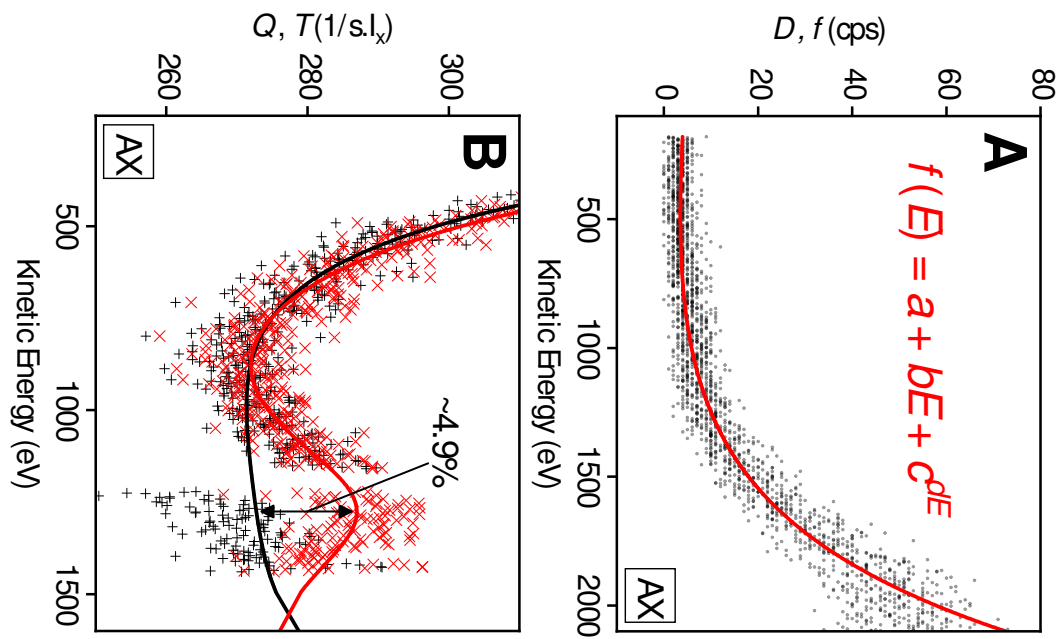 A
f (E) = a + bE + c^dE
D, f (cps)
80
60
40
20
0
500
1000
1500
2000
Kinetic Energy (eV)
AX
B
Q, T(1/s.I_x)
300
280
260
500
1000
1500
Kinetic Energy (eV)
~4.9%
AX